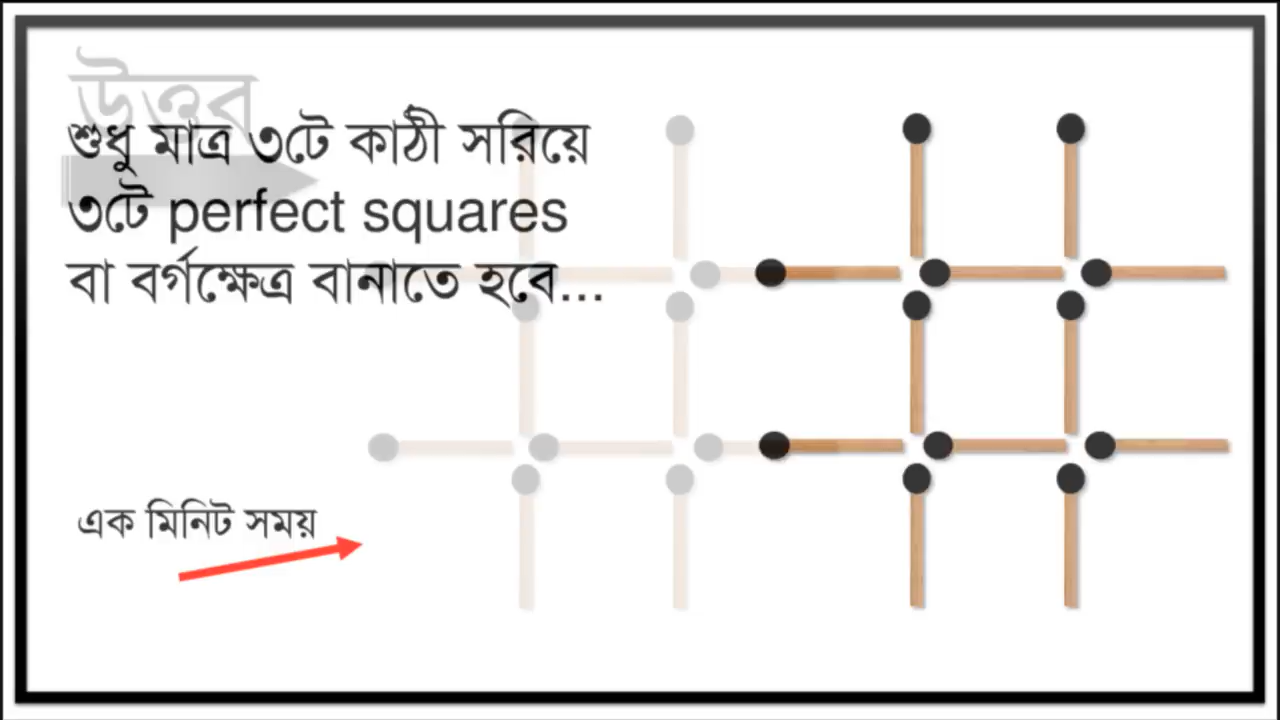 উত্তর
শুধু মাত্র ৩টে কাঠী সরিয়ে
৩টে perfect squares
বা বর্গক্ষেত্র বানাতে হবে...
এক মিনিট সময়